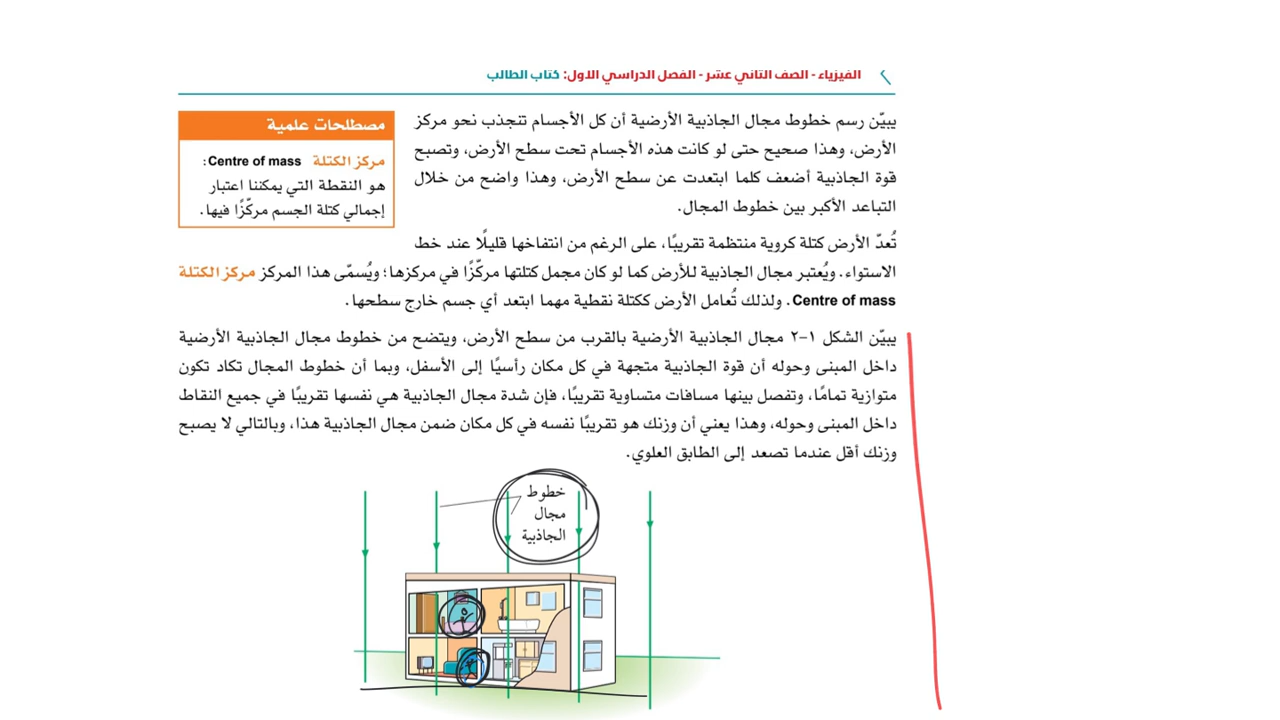 الفيزياء - الصف الثاني عشر - الفصل الدراسي الأول: كتاب الطالب
يبيّن رسم خطوط مجال الجاذبية الأرضية أن كل الأجسام تنجذب نحو مركز
الأرض، وهذا صحيح حتى لو كانت هذه الأجسام تحت سطح الأرض، وتصبح
قوة الجاذبية أضعف كلما ابتعدت عن سطح الأرض، وهذا واضح من خلال
التباعد الأكبر بين خطوط المجال.
مصطلحات علمية
مركز الكتلة Centre of mass:
هو النقطة التي يمكننا اعتبار
إجمالي كتلة الجسم مركّزًا فيها.
تُعدّ الأرض كتلة كروية منتظمة تقريبًا، على الرغم من انتفاخها قليلًا عند خط
الاستواء. ويُعتبر مجال الجاذبية للأرض كما لو كان مجمل كتلتها مركّزًا في مركزها؛ ويُسمّى هذا المركز مركز الكتلة
Centre of mass. ولذلك تُعامل الأرض ككتلة نقطية مهما ابتعد أي جسم خارج سطحها.
يبيّن الشكل ١-٢ مجال الجاذبية الأرضية بالقرب من سطح الأرض، ويتضح من خطوط مجال الجاذبية الأرضية
داخل المبنى وحوله أن قوة الجاذبية متجهة في كل مكان رأسيًا إلى الأسفل، وبما أن خطوط المجال تكاد تكون
متوازية تمامًا، وتفصل بينها مسافات متساوية تقريبًا، فإن شدة مجال الجاذبية هي نفسها تقريبًا في جميع النقاط
داخل المبنى وحوله، وهذا يعني أن وزنك هو تقريبًا نفسه في كل مكان ضمن مجال الجاذبية هذا، وبالتالي لا يصبح
وزنك أقل عندما تصعد إلى الطابق العلوي.
خطوط
مجال
الجاذبية